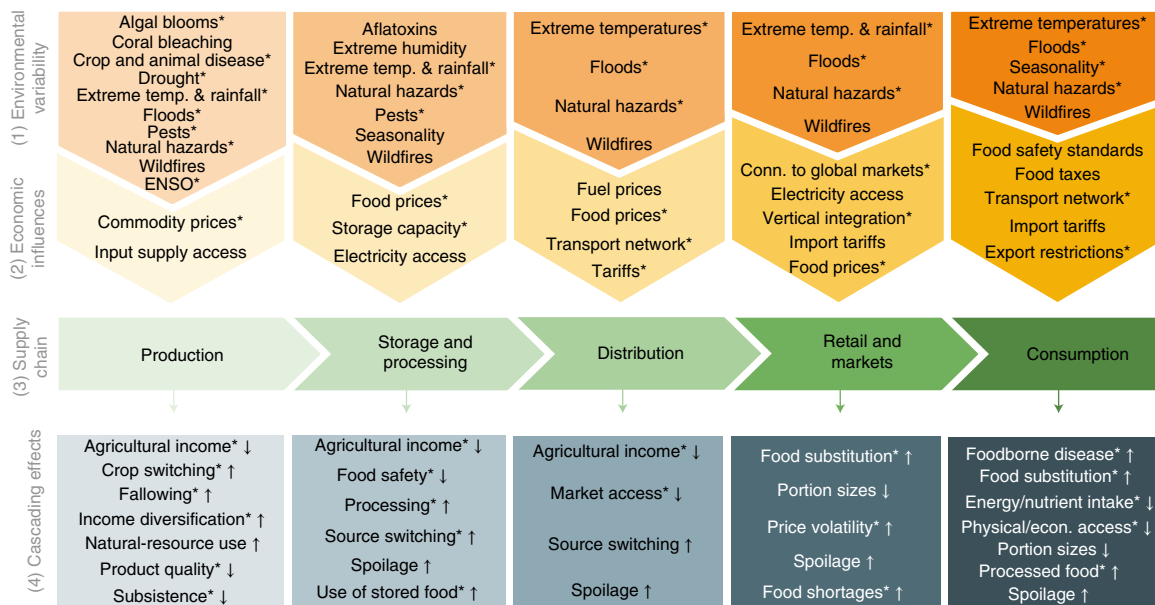 (1) Environmental
variability
Algal blooms*
Coral bleaching
Crop and animal disease*
Drought*
Extreme temp. & rainfall*
Floods*
Pests*
Natural hazards*
Wildfires
ENSO*
Aflatoxins
Extreme humidity
Extreme temp. & rainfall*
Natural hazards*
Pests*
Seasonality
Wildfires
Extreme temperatures*
Floods*
Natural hazards*
Wildfires
Extreme temp. & rainfall*
Floods*
Natural hazards*
Wildfires
Extreme temperatures*
Floods*
Seasonality*
Natural hazards*
Wildfires
(2) Economic
influences
Commodity prices*
Input supply access
Food prices*
Storage capacity*
Electricity access
Fuel prices
Food prices*
Transport network*
Tariffs*
Conn. to global markets*
Electricity access
Vertical integration*
Import tariffs
Food prices*
Food safety standards
Food taxes
Transport network*
Import tariffs
Export restrictions*
(3) Supply
chain
Production
Storage and
processing
Distribution
Retail and
markets
Consumption
(4) Cascading effects
Agricultural income* ↓
Crop switching* ↑
Fallowing* ↑
Income diversification* ↑
Natural-resource use ↑
Product quality* ↓
Subsistence* ↓
Agricultural income* ↓
Food safety* ↓
Processing* ↑
Source switching* ↑
Spoilage ↑
Use of stored food* ↑
Agricultural income* ↓
Market access* ↓
Source switching ↑
Spoilage ↑
Food substitution* ↑
Portion sizes ↓
Price volatility* ↑
Spoilage ↑
Food shortages* ↑
Foodborne disease* ↑
Food substitution* ↑
Energy/nutrient intake* ↓
Physical/econ. access* ↓
Portion sizes ↓
Processed food* ↑
Spoilage ↑